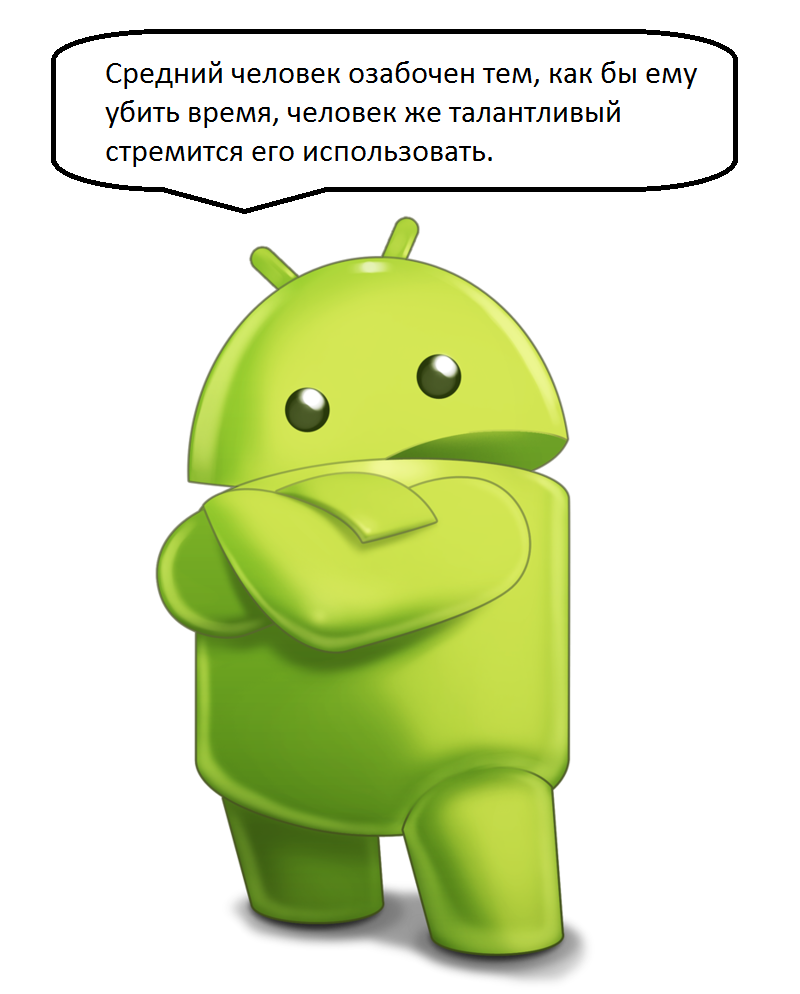 Средний человек озабочен тем, как бы ему
убить время, человек же талантливый
стремится его использовать.